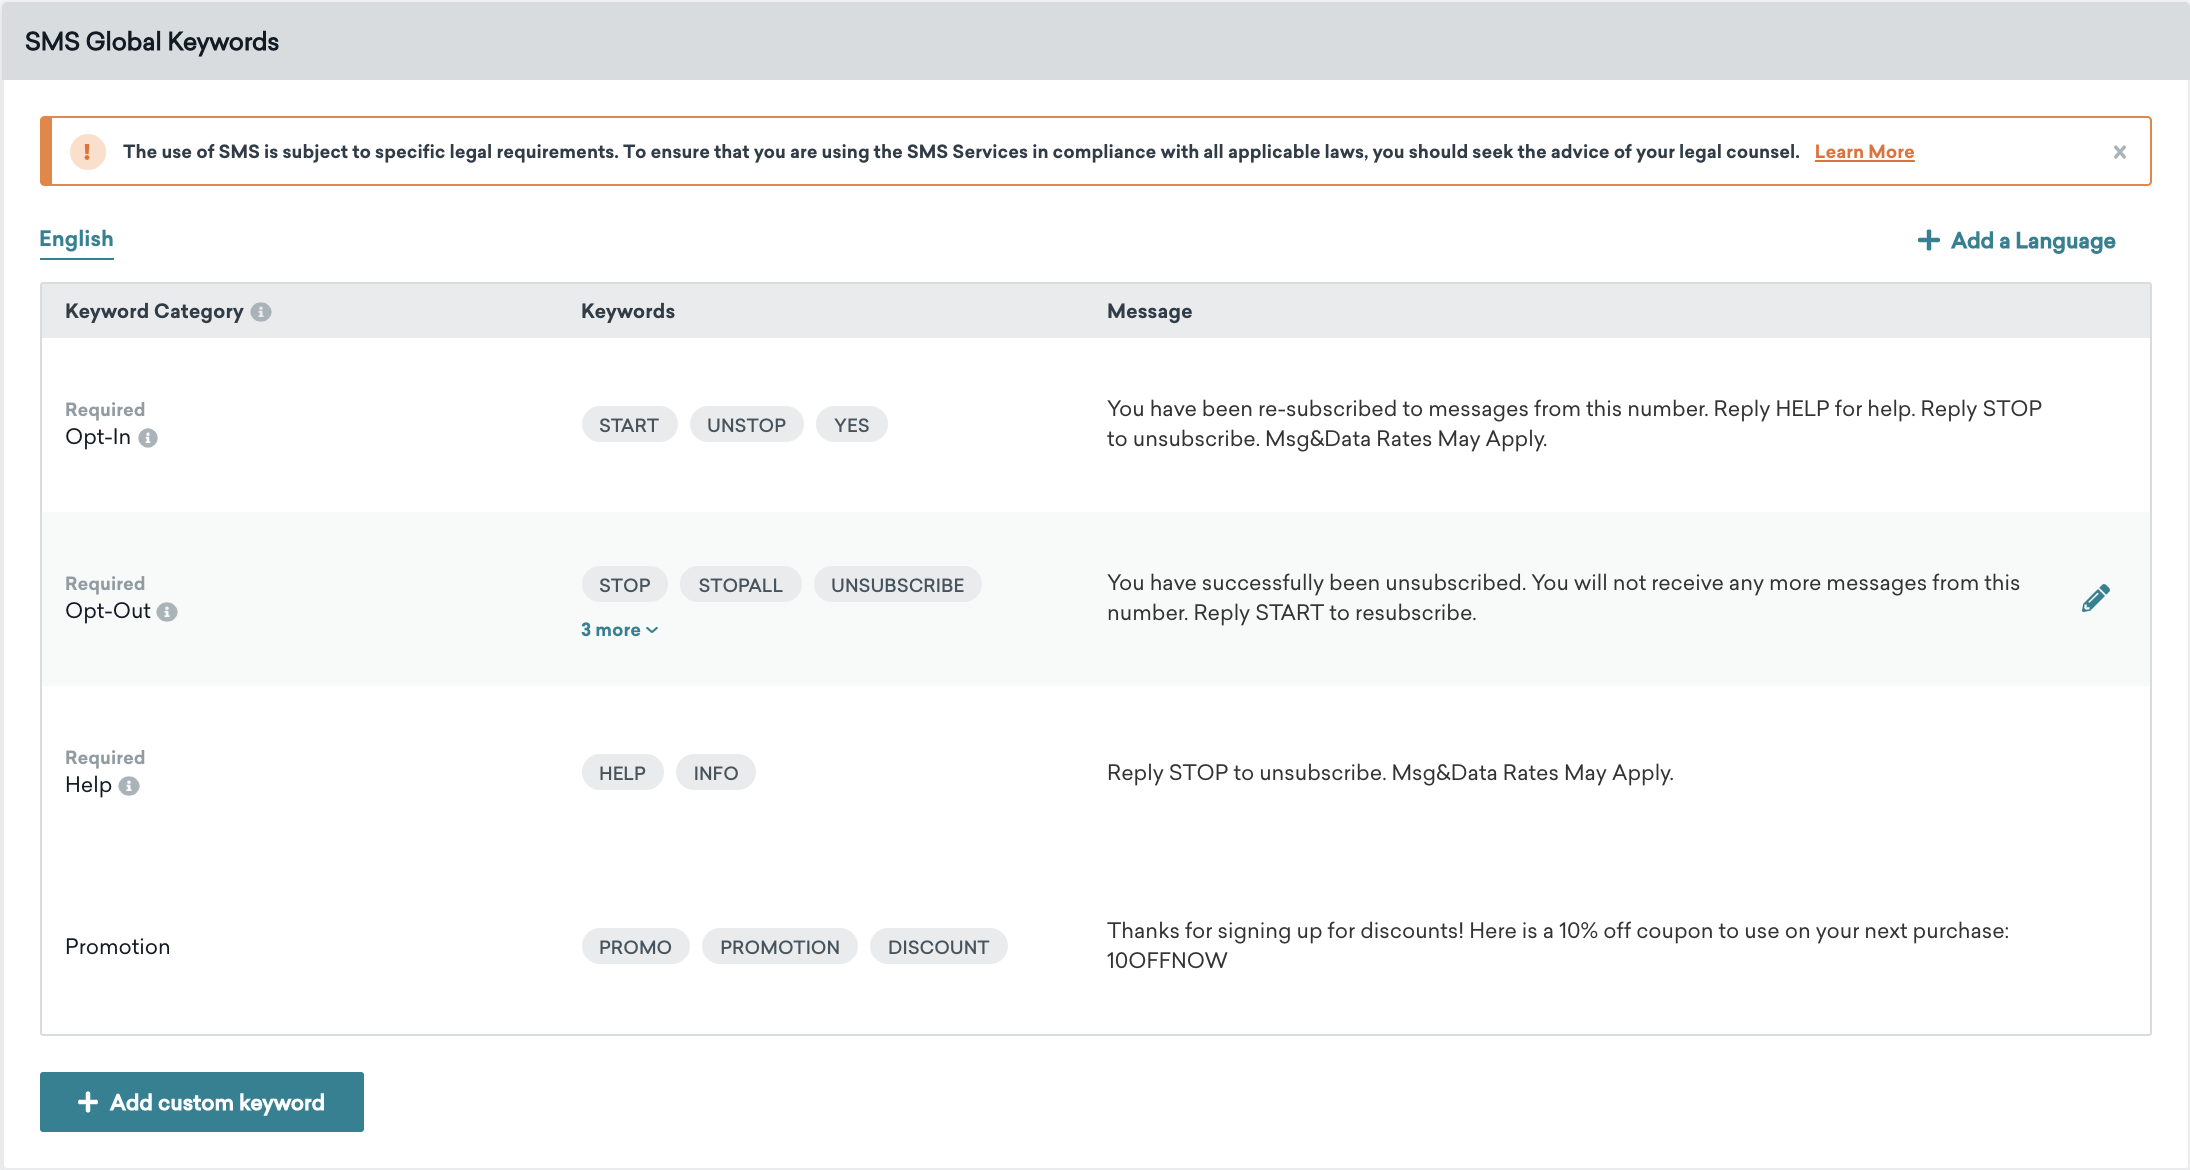 SMS Global Keywords
! The use of SMS is subject to specific legal requirements. To ensure that you are using the SMS Services in compliance with all applicable laws, you should seek the advice of your legal counsel. Learn More ×
English
+ Add a Language
Keyword Category i Keywords Message
Required
Opt-In i
START UNSTOP YES
You have been re-subscribed to messages from this number. Reply HELP for help. Reply STOP
to unsubscribe. Msg&Data Rates May Apply.
Required
Opt-Out i
STOP STOPALL UNSUBSCRIBE
3 more
You have successfully been unsubscribed. You will not receive any more messages from this
number. Reply START to resubscribe.
Required
Help i
HELP INFO
Reply STOP to unsubscribe. Msg&Data Rates May Apply.
Promotion
PROMO PROMOTION DISCOUNT
Thanks for signing up for discounts! Here is a 10% off coupon to use on your next purchase:
10OFFNOW
+ Add custom keyword